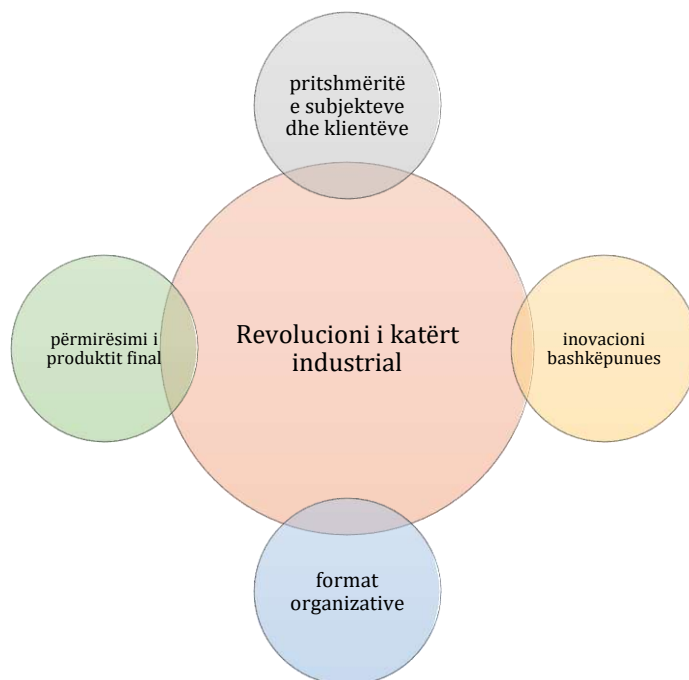 pritshmëritë
e subjekteve
dhe klientëve
përmirësimi i
produktit final
Revolucioni i katërt
industrial
inovacioni
bashkëpunues
format
organizative